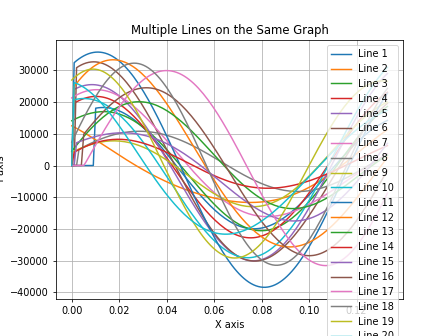 Multiple Lines on the Same Graph
30000
20000
10000
0
−10000
−20000
−30000
−40000
0.00
0.02
0.04
0.06
0.08
0.10
X axis
Line 1
Line 2
Line 3
Line 4
Line 5
Line 6
Line 7
Line 8
Line 9
Line 10
Line 11
Line 12
Line 13
Line 14
Line 15
Line 16
Line 17
Line 18
Line 19
Line 20